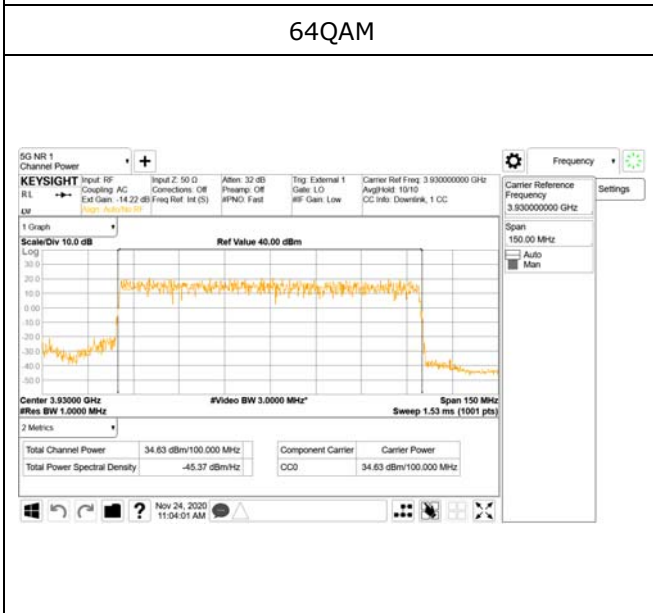 64QAM
5G NR 1
Channel Power
KEYSIGHT
RL
Input: RF
Coupling: AC
Ext Gain: -14.22 dB
Align: Auto/No RF
Input Z: 50 Ω
Corrections: Off
Freq Ref: Int (S)
Atten: 32 dB
Preamp: Off
#PNO: Fast
Trig: External 1
Gate: LO
#IF Gain: Low
Carrier Ref Freq: 3.930000000 GHz
Avg|Hold: 10/10
CC Info: Downlink, 1 CC
Frequency
Settings
Carrier Reference
Frequency
3.930000000 GHz
Span
150.00 MHz
Auto
Man
1 Graph
Scale/Div 10.0 dB
Ref Value 40.00 dBm
Log
30.0
20.0
10.0
0.00
-10.0
-20.0
-30.0
-40.0
-50.0
Center 3.93000 GHz
#Video BW 3.0000 MHz*
Span 150 MHz
#Res BW 1.0000 MHz
Sweep 1.53 ms (1001 pts)
2 Metrics
Total Channel Power 34.63 dBm/100.000 MHz
Total Power Spectral Density -45.37 dBm/Hz
Component Carrier Carrier Power
CC0 34.63 dBm/100.000 MHz
?
Nov 24, 2020
11:04:01 AM